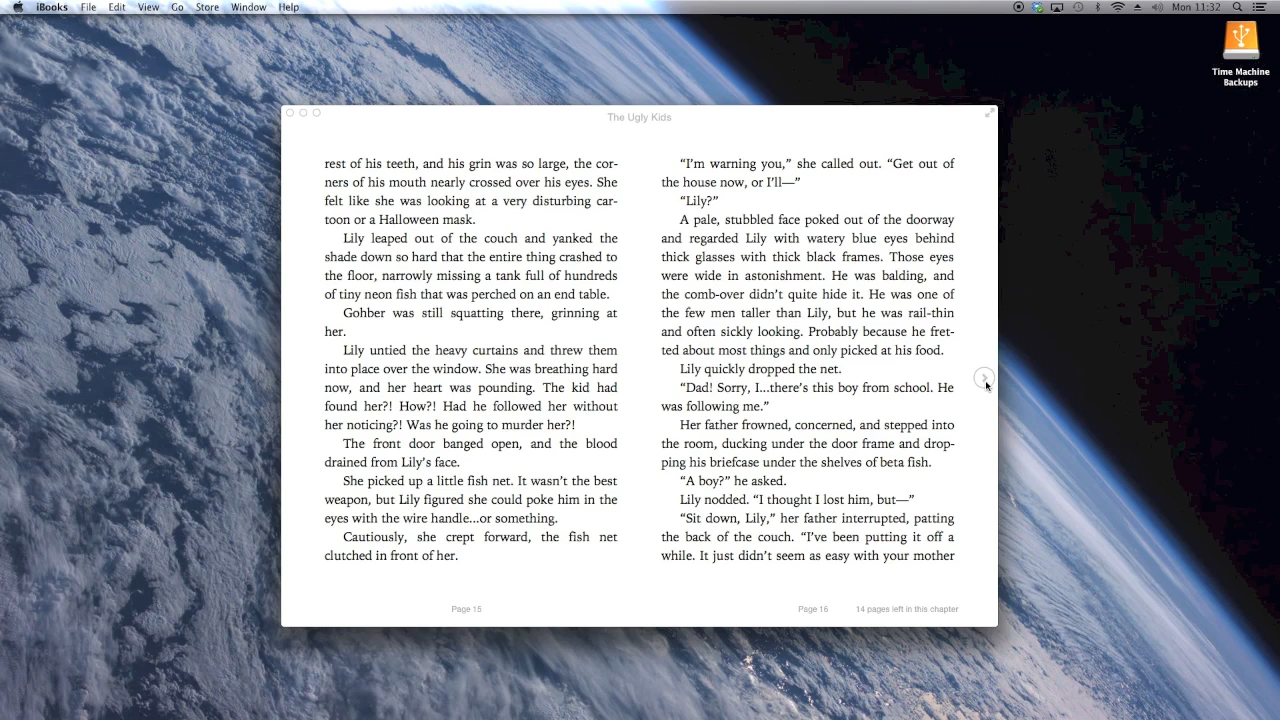 iBooks File Edit View Go Store Window Help
Mon 11:32
Time Machine
Backups
The Ugly Kids
rest of his teeth, and his grin was so large, the cor-
ners of his mouth nearly crossed over his eyes. She
felt like she was looking at a very disturbing car-
toon or a Halloween mask.
Lily leaped out of the couch and yanked the
shade down so hard that the entire thing crashed to
the floor, narrowly missing a tank full of hundreds
of tiny neon fish that was perched on an end table.
Gohber was still squatting there, grinning at
her.
Lily untied the heavy curtains and threw them
into place over the window. She was breathing hard
now, and her heart was pounding. The kid had
found her?! How?! Had he followed her without
her noticing?! Was he going to murder her?!
The front door banged open, and the blood
drained from Lily’s face.
She picked up a little fish net. It wasn’t the best
weapon, but Lily figured she could poke him in the
eyes with the wire handle...or something.
Cautiously, she crept forward, the fish net
clutched in front of her.
“I’m warning you,” she called out. “Get out of
the house now, or I’ll—”
“Lily?”
A pale, stubbled face poked out of the doorway
and regarded Lily with watery blue eyes behind
thick glasses with thick black frames. Those eyes
were wide in astonishment. He was balding, and
the comb-over didn’t quite hide it. He was one of
the few men taller than Lily, but he was rail-thin
and often sickly looking. Probably because he fret-
ted about most things and only picked at his food.
Lily quickly dropped the net.
“Dad! Sorry, I...there’s this boy from school. He
was following me.”
Her father frowned, concerned, and stepped into
the room, ducking under the door frame and drop-
ping his briefcase under the shelves of beta fish.
“A boy?” he asked.
Lily nodded. “I thought I lost him, but—”
“Sit down, Lily,” her father interrupted, patting
the back of the couch. “I’ve been putting it off a
while. It just didn’t seem as easy with your mother
Page 15
Page 16
14 pages left in this chapter